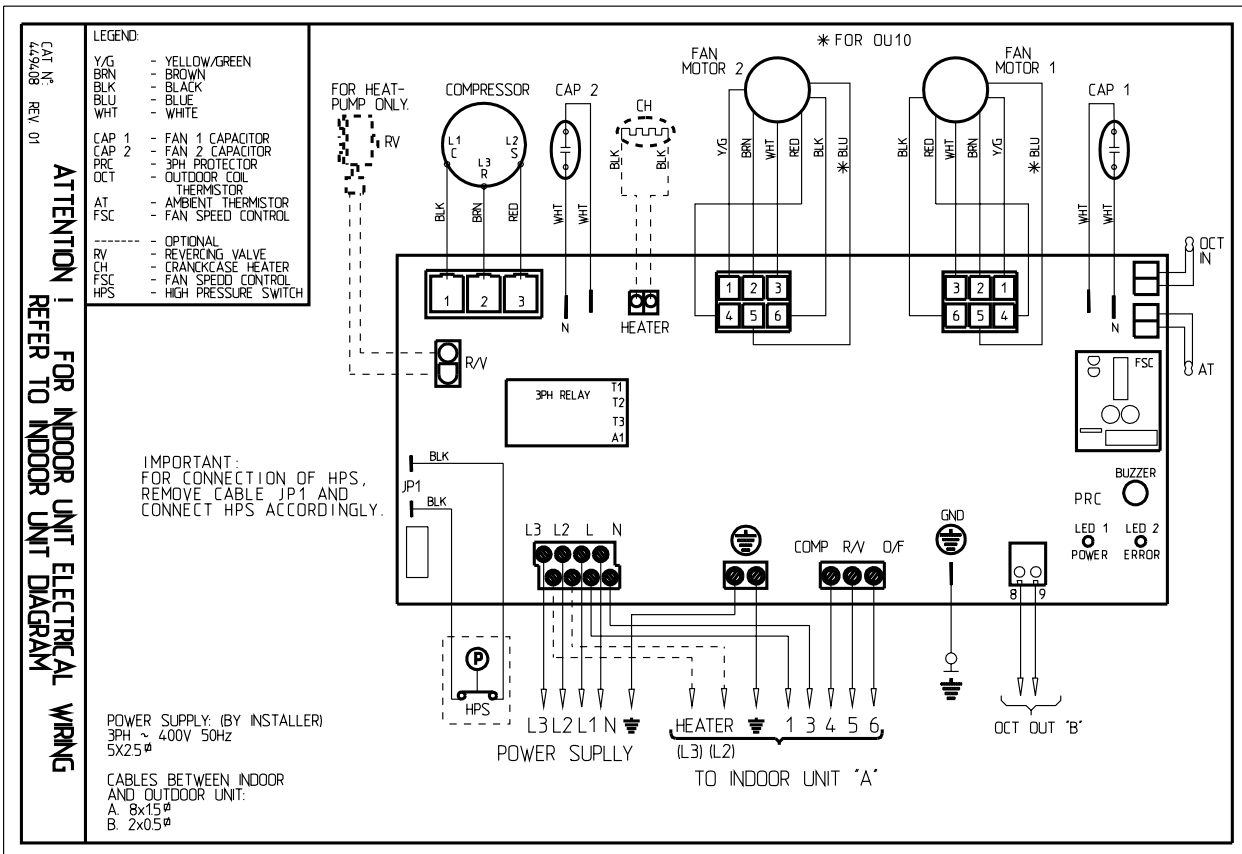 CAT N°:
449408 REV. 01
ATTENTION ! FOR INDOOR UNIT ELECTRICAL WIRING
REFER TO INDOOR UNIT DIAGRAM
LEGEND:
Y/G - YELLOW/GREEN
BRN - BROWN
BLK - BLACK
BLU - BLUE
WHT - WHITE
CAP 1 - FAN 1 CAPACITOR
CAP 2 - FAN 2 CAPACITOR
PRC - 3PH PROTECTOR
OCT - OUTDOOR COIL
THERMISTOR
AT - AMBIENT THERMISTOR
FSC - FAN SPEED CONTROL
------- - OPTIONAL
RV - REVERCING VALVE
CH - CRANCKCASE HEATER
FSC - FAN SPEDD CONTROL
HPS - HIGH PRESSURE SWITCH
* FOR OU10
FOR HEAT-
PUMP ONLY.
RV
COMPRESSOR
L1
C
L2
S
L3
R
CAP 2
CH
FAN
MOTOR 2
FAN
MOTOR 1
CAP 1
BLK
BRN
RED
WHT
WHT
BLK
BLK
Y/G
BRN
WHT
RED
BLK
*BLU
BLK
RED
WHT
BRN
Y/G
*BLU
WHT
WHT
OCT
IN
1 2 3
N
HEATER
1 2 3
4 5 6
3 2 1
6 5 4
N
AT
R/V
3PH RELAY
T1
T2
T3
A1
FSC
IMPORTANT:
FOR CONNECTION OF HPS,
REMOVE CABLE JP1 AND
CONNECT HPS ACCORDINGLY.
BLK
JP1
BLK
BUZZER
PRC
LED 1
POWER
LED 2
ERROR
L3 L2 L N
COMP R/V O/F
GND
8 9
P
HPS
L3 L2 L1 N
POWER SUPLLY
HEATER 1 3 4 5 6
(L3) (L2)
TO INDOOR UNIT "A"
OCT OUT "B"
POWER SUPPLY: (BY INSTALLER)
3PH ~ 400V 50Hz
5X2.5⌀
CABLES BETWEEN INDOOR
AND OUTDOOR UNIT:
A. 8x1.5⌀
B. 2x0.5⌀